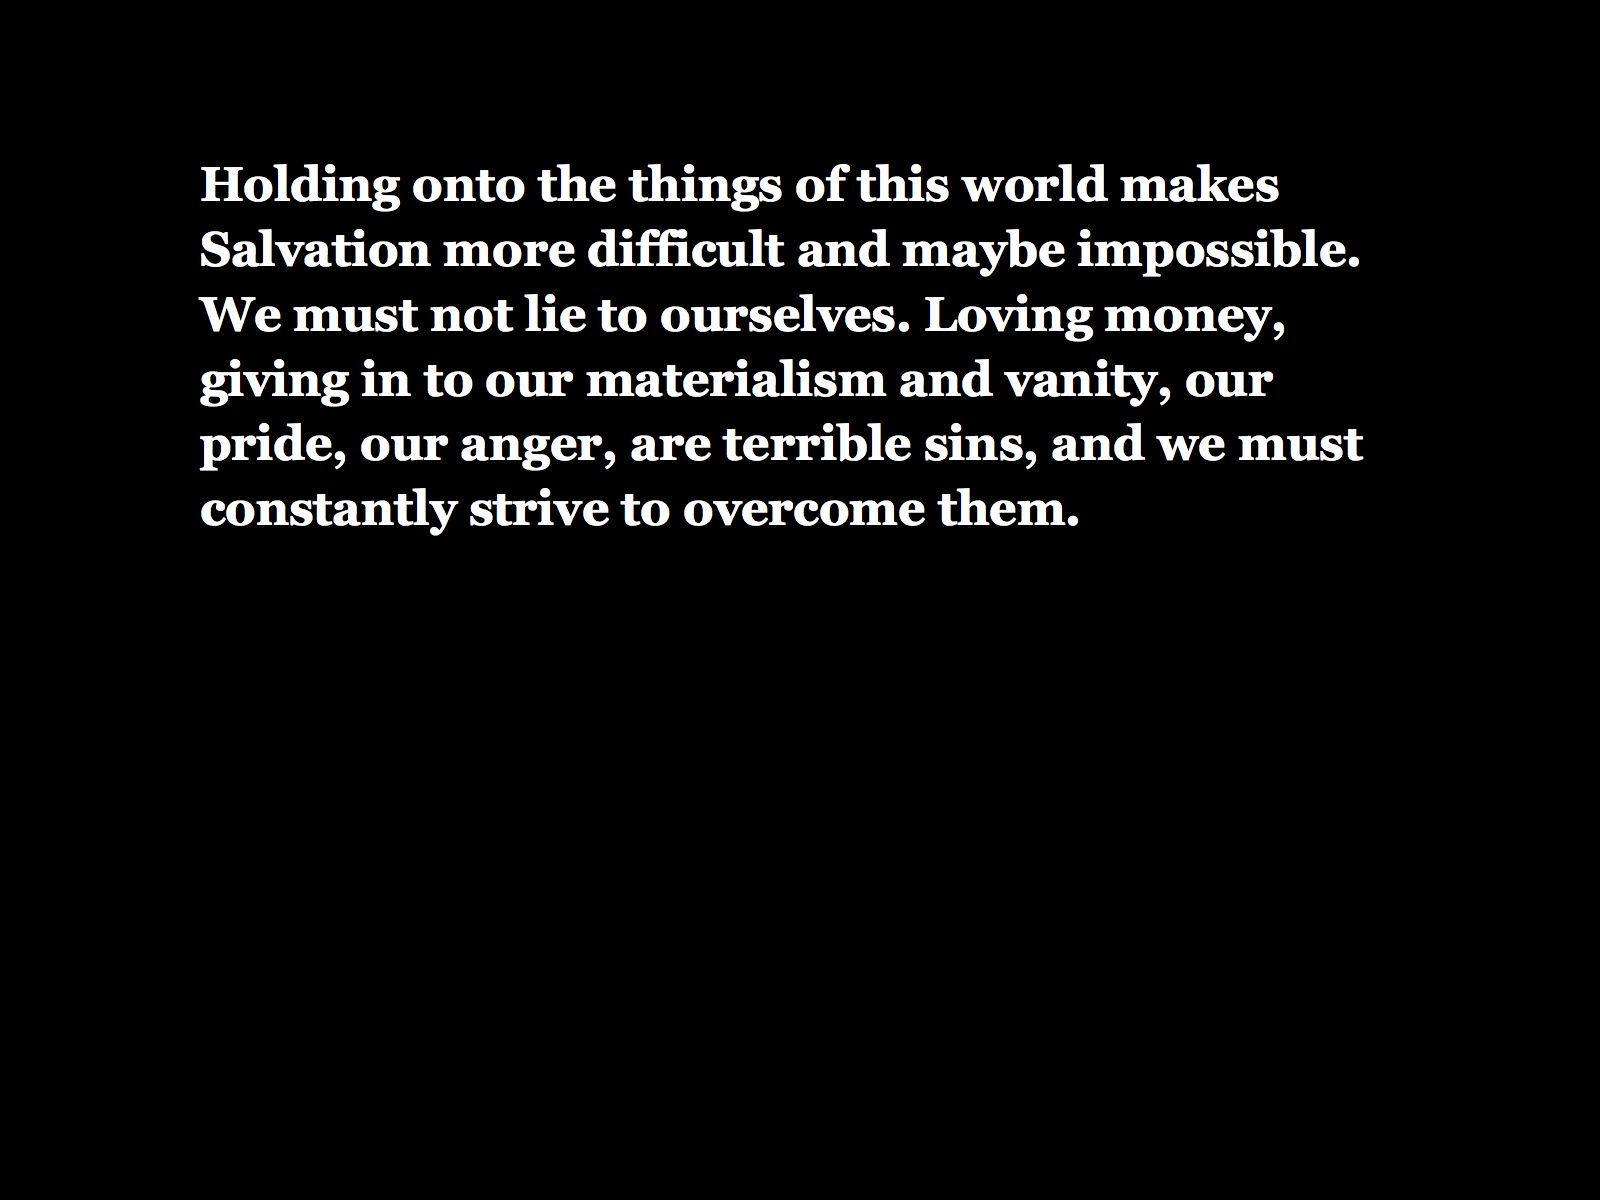 Holding onto the things of this world makes
Salvation more difficult and maybe impossible.
We must not lie to ourselves. Loving money,
giving in to our materialism and vanity, our
pride, our anger, are terrible sins, and we must
constantly strive to overcome them.